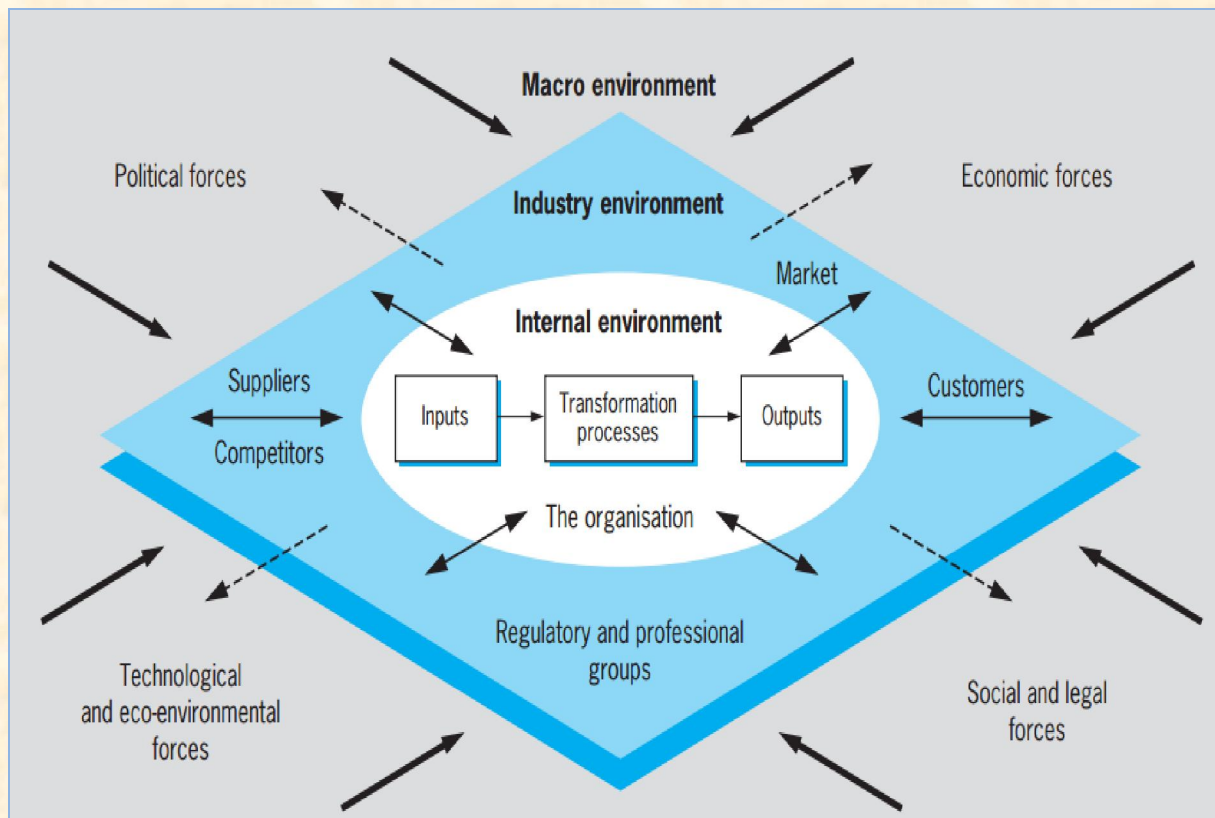 Macro environment
Political forces
Economic forces
Industry environment
Market
Internal environment
Suppliers
Competitors
Inputs
Transformation
processes
Outputs
Customers
The organisation
Regulatory and professional
groups
Technological
and eco-environmental
forces
Social and legal
forces